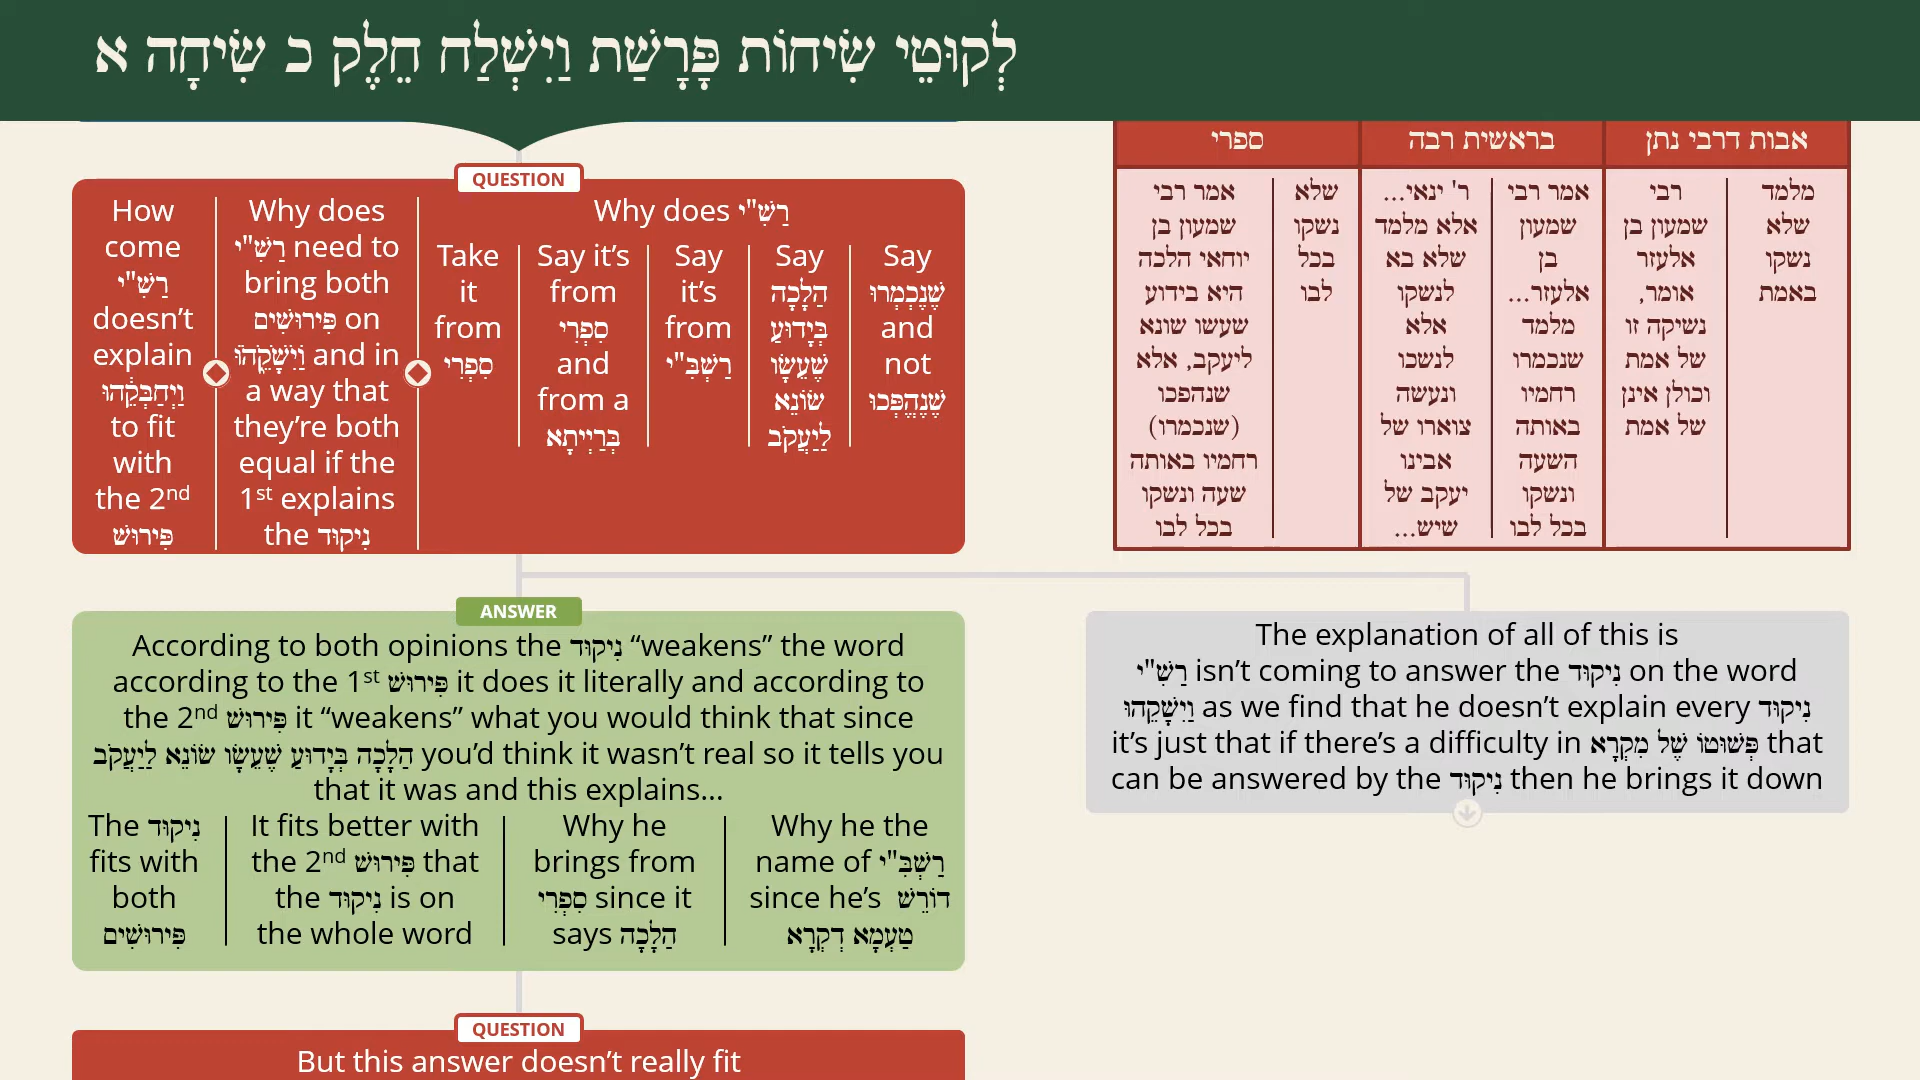 לְקוּטֵי שִׂיחוֹת פָּרָשַׁת וַיִּשְׁלַח חֵלֶק כ שִׂיחָה א
QUESTION
How
come
רַשִׁ"י
doesn't
explain
וַיְחַבְּקֵהוּ
to fit
with
the 2nd
פֵּירוּשׁ
Why does
רַשִׁ"י need to
bring both
פֵּירוּשִׁים on
וַיִּשָּׁקֵהוּ and in
a way that
they're both
equal if the
1st explains
the נִיקוּד
Why does רַשִׁ"י
Take
it
from
סִפְרִי
Say it's
from
סִפְרִי
and
from a
בְּרַיְיתָא
Say
it's
from
רַשְׁבִּ"י
Say
הֲלָכָה
בְּיָדוּעַ
שֶׁעֵשָׂו
שׂוֹנֵא
לְיַעֲקֹב
Say
שֶׁנִּכְמְרוּ
and
not
שֶׁנֶּהֶפְּכוּ
ספרי
בראשית רבה
אבות דרבי נתן
אמר רבי
שמעון בן
יוחאי הלכה
היא בידוע
שעשו שונא
ליעקב, אלא
שנהפכו
(שנכמרו)
רחמיו באותה
שעה ונשקו
בכל לבו
שלא
נשקו
בכל
לבו
ר' ינאי...
אלא מלמד
שלא בא
לנשקו
אלא
לנשכו
ונעשה
צוארו של
אבינו
יעקב של
שיש...
אמר רבי
שמעון
בן
אלעזר...
מלמד
שנכמרו
רחמיו
באותה
השעה
ונשקו
בכל לבו
רבי
שמעון בן
אלעזר
אומר,
נשיקה זו
של אמת
וכולן אינן
של אמת
מלמד
שלא
נשקו
באמת
ANSWER
According to both opinions the נִיקוּד “weakens” the word
according to the 1st פֵּירוּשׁ it does it literally and according to
the 2nd פֵּירוּשׁ it “weakens” what you would think that since
הֲלָכָה בְּיָדוּעַ שֶׁעֵשָׂו שׂוֹנֵא לְיַעֲקֹב you'd think it wasn't real so it tells you
that it was and this explains...
The נִיקוּד
fits with
both
פֵּירוּשִׁים
It fits better with
the 2nd פֵּירוּשׁ that
the נִיקוּד is on
the whole word
Why he
brings from
סִפְרִי since it
says הֲלָכָה
Why he the
name of רַשְׁבִּ"י
since he's דּוֹרֵשׁ
טַעְמָא דִקְרָא
The explanation of all of this is
רַשִׁ"י isn't coming to answer the נִיקוּד on the word
וַיִּשָּׁקֵהוּ as we find that he doesn't explain every נִיקוּד
it's just that if there's a difficulty in פְּשׁוּטוֹ שֶׁל מִקְרָא that
can be answered by the נִיקוּד then he brings it down
QUESTION
But this answer doesn't really fit